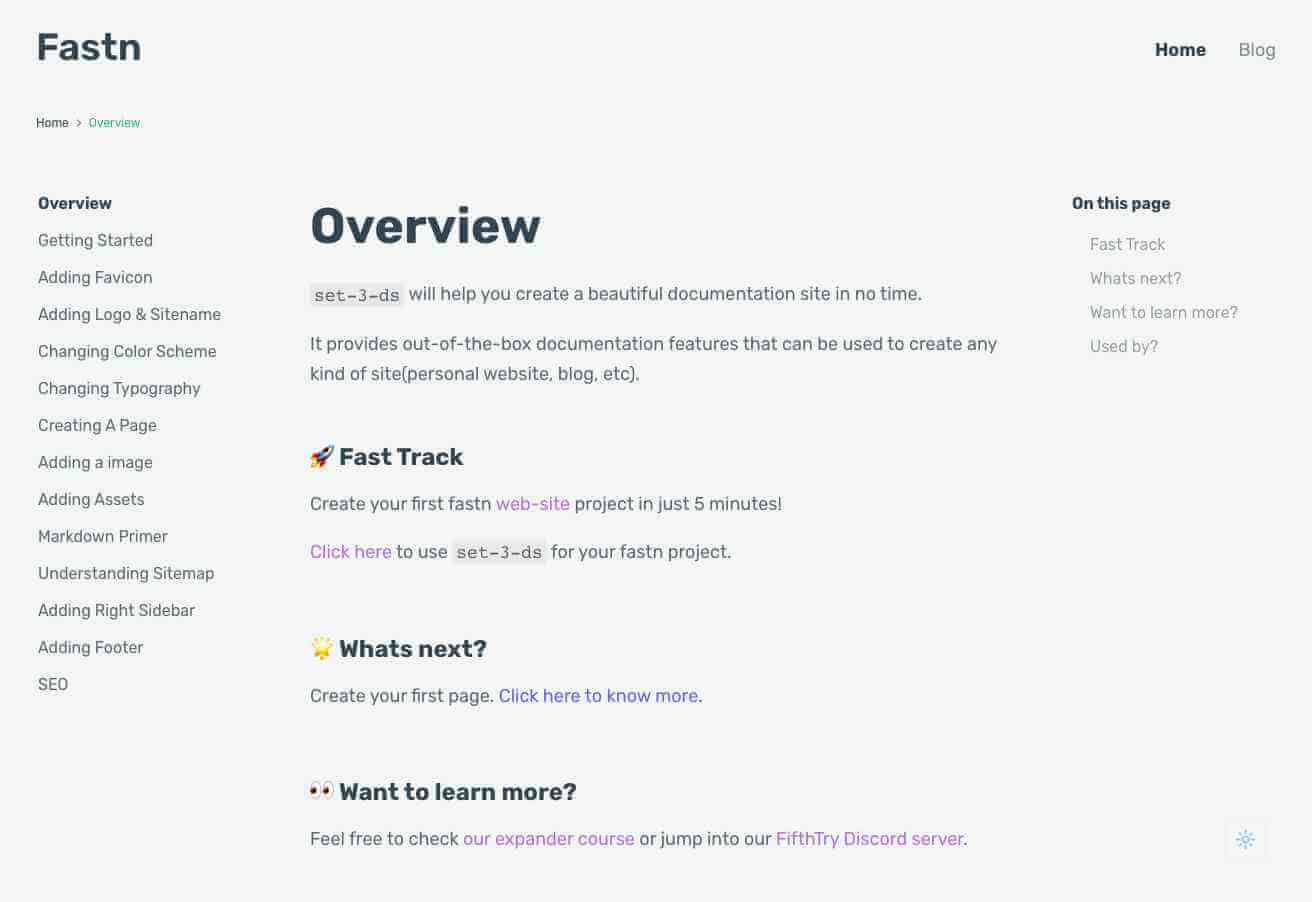 Fastn
Home Blog
Home > Overview
Overview
Getting Started
Adding Favicon
Adding Logo & Sitename
Changing Color Scheme
Changing Typography
Creating A Page
Adding a image
Adding Assets
Markdown Primer
Understanding Sitemap
Adding Right Sidebar
Adding Footer
SEO
Overview
set-3-ds will help you create a beautiful documentation site in no time.
It provides out-of-the-box documentation features that can be used to create any
kind of site(personal website, blog, etc).
🚀 Fast Track
Create your first fastn web-site project in just 5 minutes!
Click here to use set-3-ds for your fastn project.
🌟 Whats next?
Create your first page. Click here to know more.
👀 Want to learn more?
Feel free to check our expander course or jump into our FifthTry Discord server.
On this page
Fast Track
Whats next?
Want to learn more?
Used by?